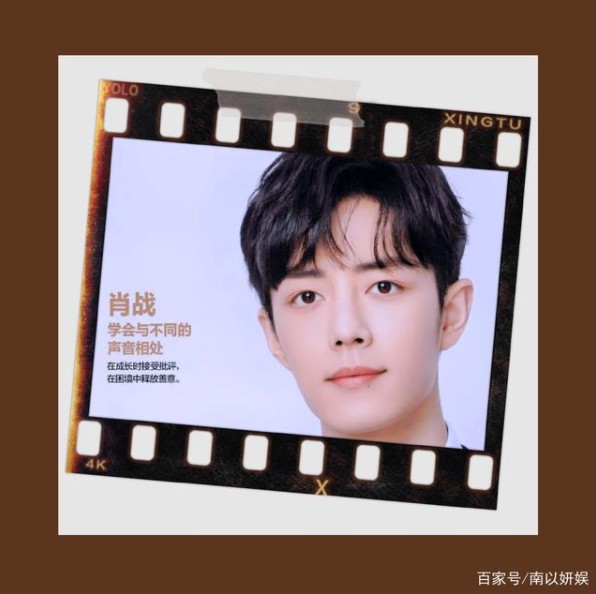 YOLO
9
XINGTU
肖战
学会与不同的
声音相处
在成长时接受批评，
在困境中释放善意。
4K
X
百家号/南以妍娱